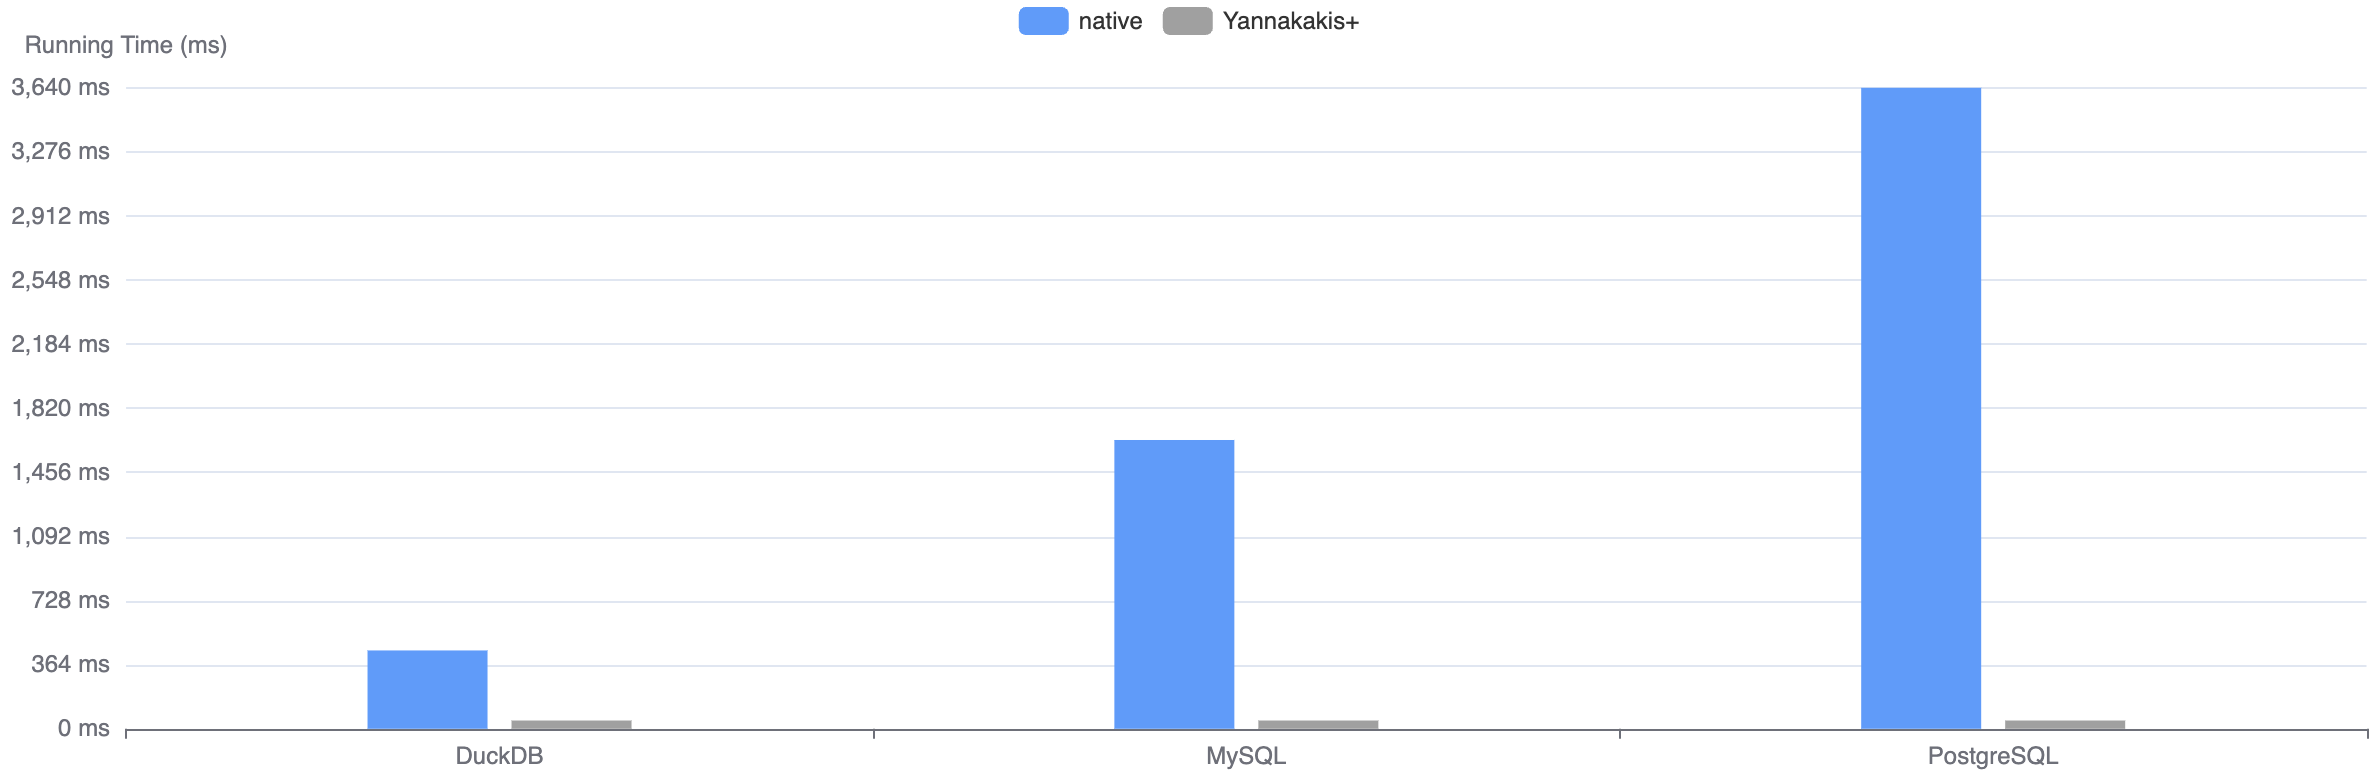 native Yannakakis+
Running Time (ms)
3,640 ms
3,276 ms
2,912 ms
2,548 ms
2,184 ms
1,820 ms
1,456 ms
1,092 ms
728 ms
364 ms
0 ms
DuckDB MySQL PostgreSQL